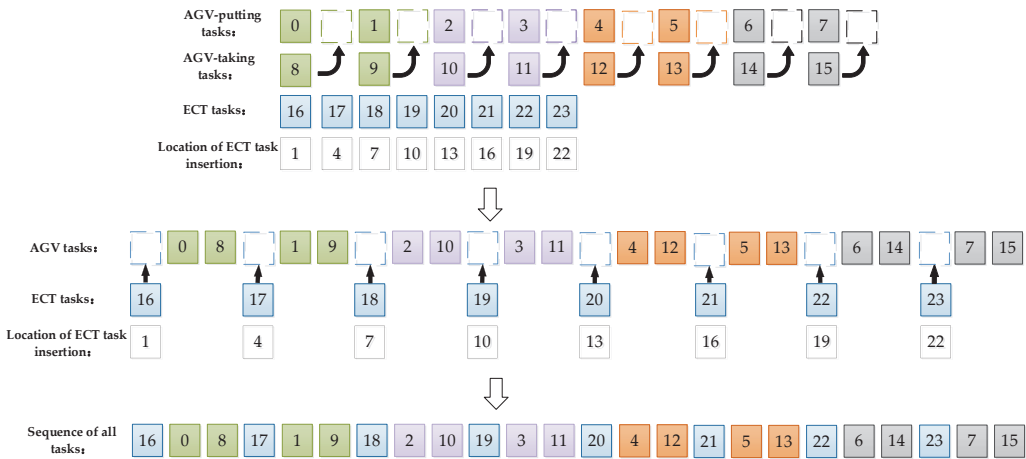 AGV-putting tasks： 0 1 2 3 4 5 6 7
AGV-taking tasks： 8 9 10 11 12 13 14 15
ECT tasks： 16 17 18 19 20 21 22 23
Location of ECT task insertion： 1 4 7 10 13 16 19 22
AGV tasks： 0 8 1 9 2 10 3 11 4 12 5 13 6 14 7 15
ECT tasks： 16 17 18 19 20 21 22 23
Location of ECT task insertion： 1 4 7 10 13 16 19 22
Sequence of all tasks： 16 0 8 17 1 9 18 2 10 19 3 11 20 4 12 21 5 13 22 6 14 23 7 15